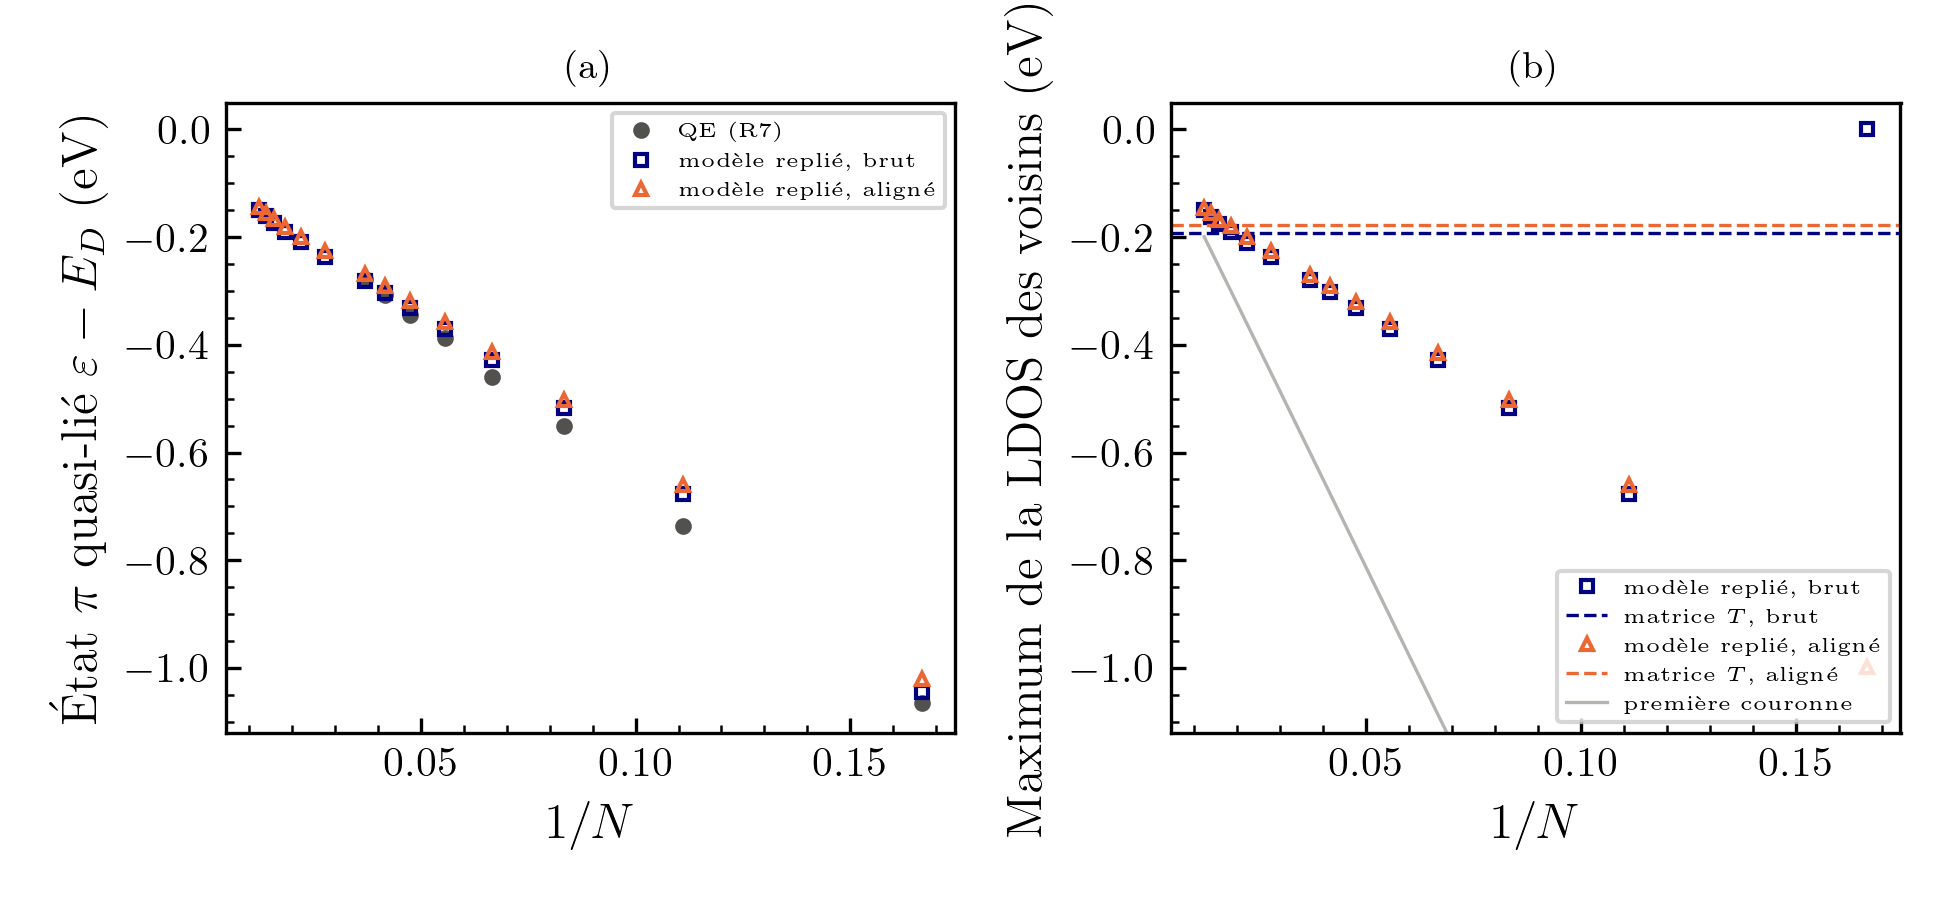 (a)
État π quasi-lié ε − E_D (eV)
0.0
−0.2
−0.4
−0.6
−0.8
−1.0
QE (R7)
modèle replié, brut
modèle replié, aligné
0.05
0.10
0.15
1/N
(b)
Maximum de la LDOS des voisins (eV)
0.0
−0.2
−0.4
−0.6
−0.8
−1.0
modèle replié, brut
matrice T, brut
modèle replié, aligné
matrice T, aligné
première couronne
0.05
0.10
0.15
1/N